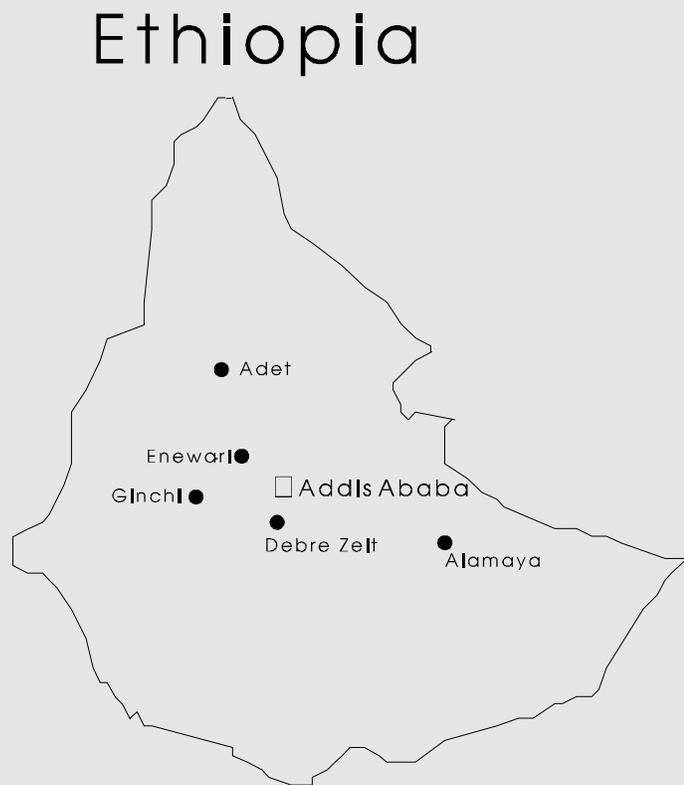 Ethiopia
Adet
Enewari
Ginchi
Addis Ababa
Debre Zeit
Alamaya